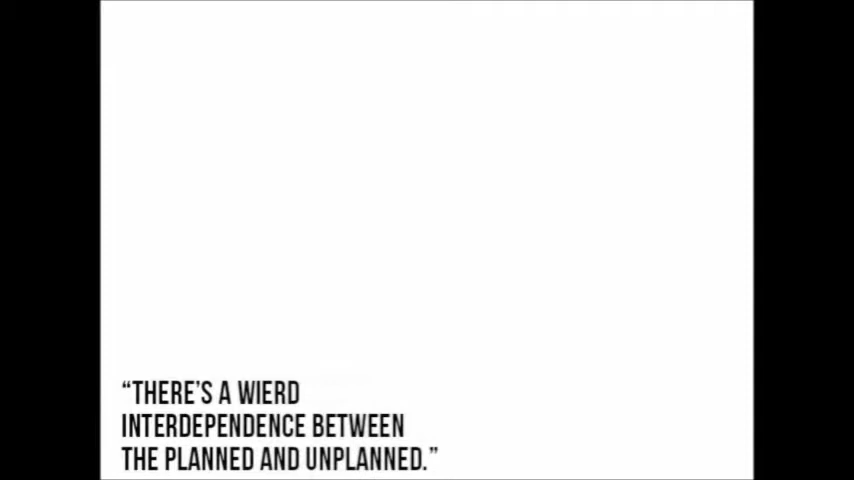 “THERE’S A WIERD
INTERDEPENDENCE BETWEEN
THE PLANNED AND UNPLANNED.”